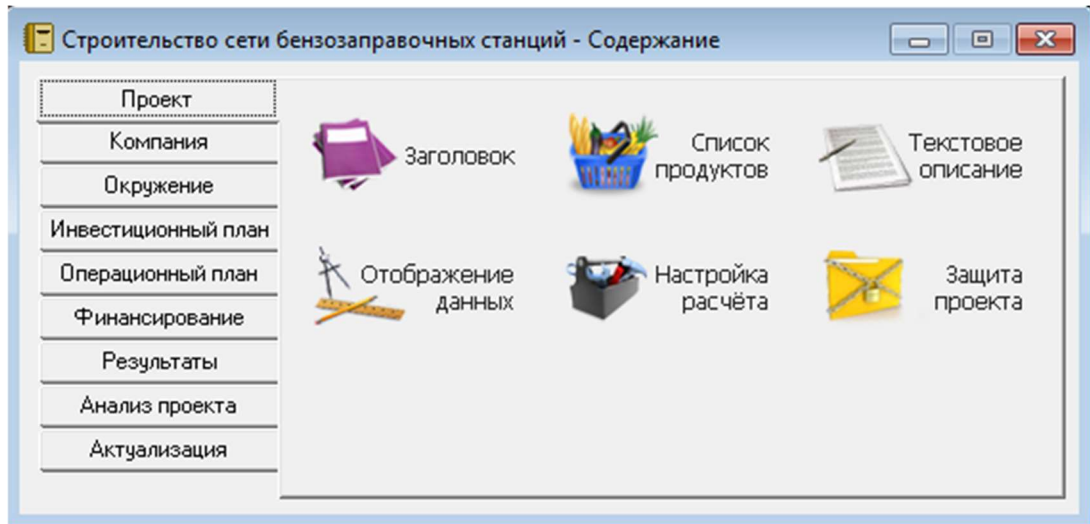 Строительство сети бензозаправочных станций - Содержание
Проект
Компания
Окружение
Инвестиционный план
Операционный план
Финансирование
Результаты
Анализ проекта
Актуализация
Заголовок
Список
продуктов
Текстовое
описание
Отображение
данных
Настройка
расчёта
Защита
проекта